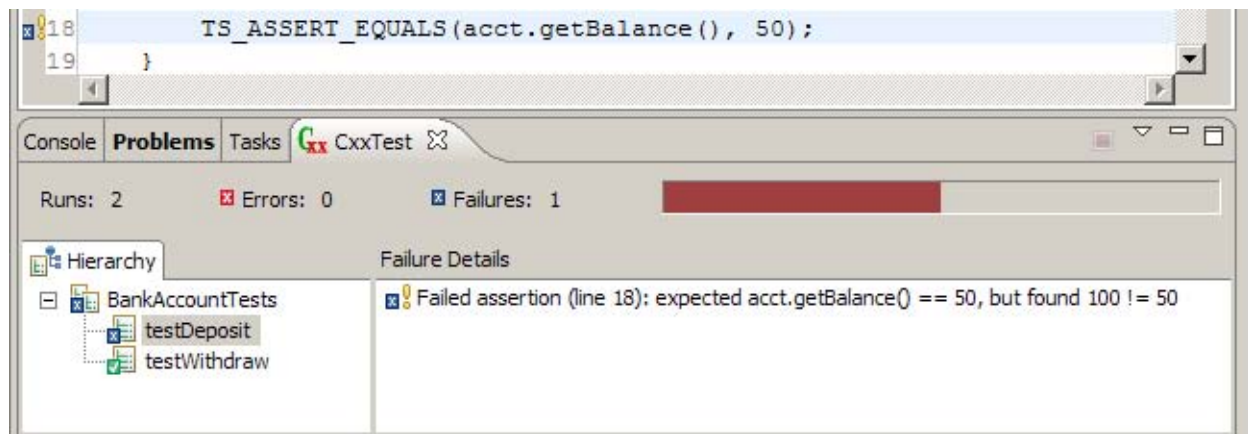 18 TS_ASSERT_EQUALS(acct.getBalance(), 50);
19 }
Console Problems Tasks Cxx CxxTest
Runs: 2 Errors: 0 Failures: 1
Hierarchy
Failure Details
BankAccountTests
testDeposit
testWithdraw
Failed assertion (line 18): expected acct.getBalance() == 50, but found 100 != 50